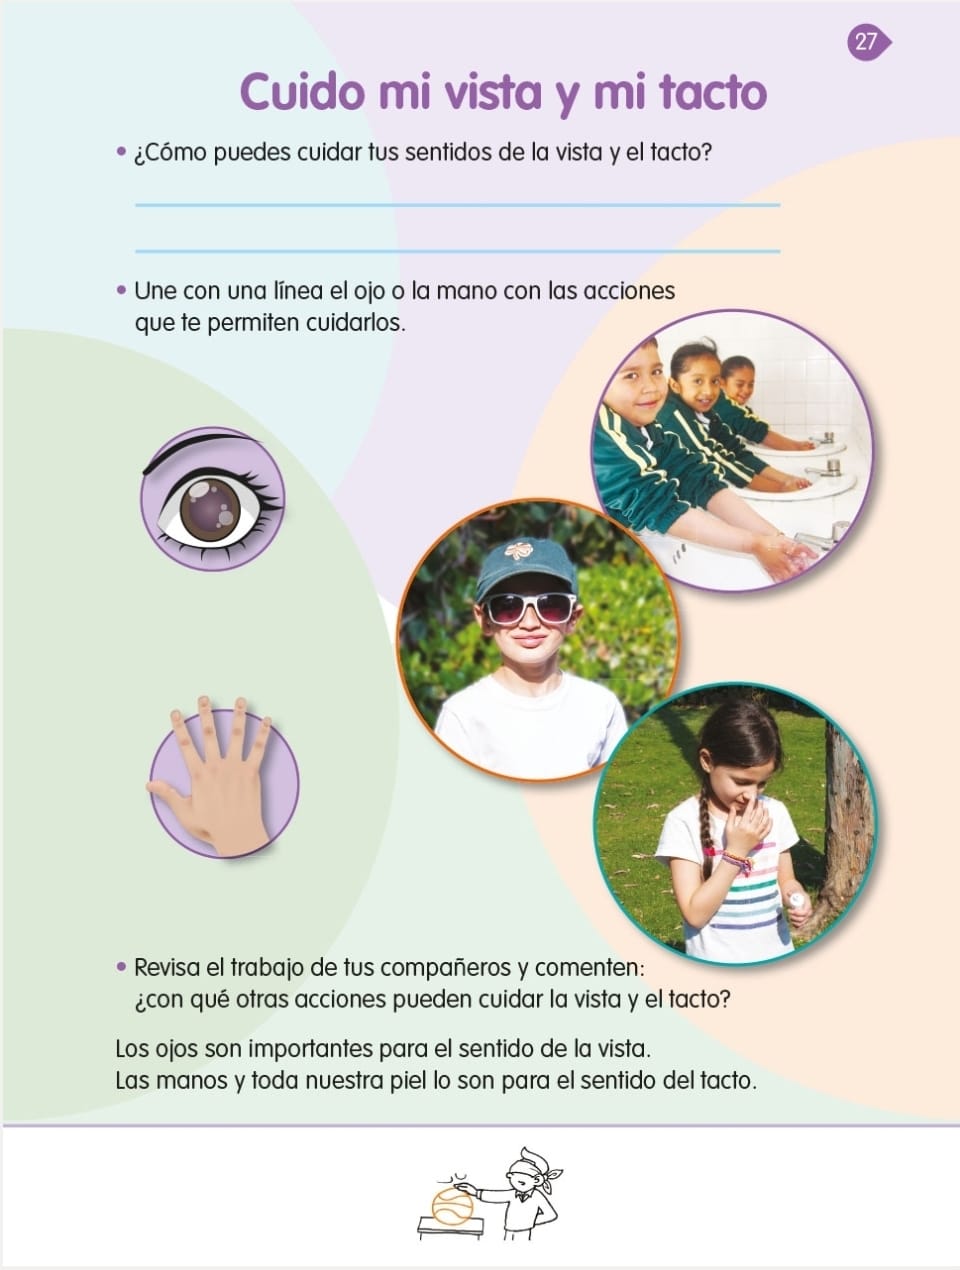 27
Cuido mi vista y mi tacto
• ¿Cómo puedes cuidar tus sentidos de la vista y el tacto?
• Une con una línea el ojo o la mano con las acciones
que te permiten cuidarlos.
• Revisa el trabajo de tus compañeros y comenten:
¿con qué otras acciones pueden cuidar la vista y el tacto?
Los ojos son importantes para el sentido de la vista.
Las manos y toda nuestra piel lo son para el sentido del tacto.